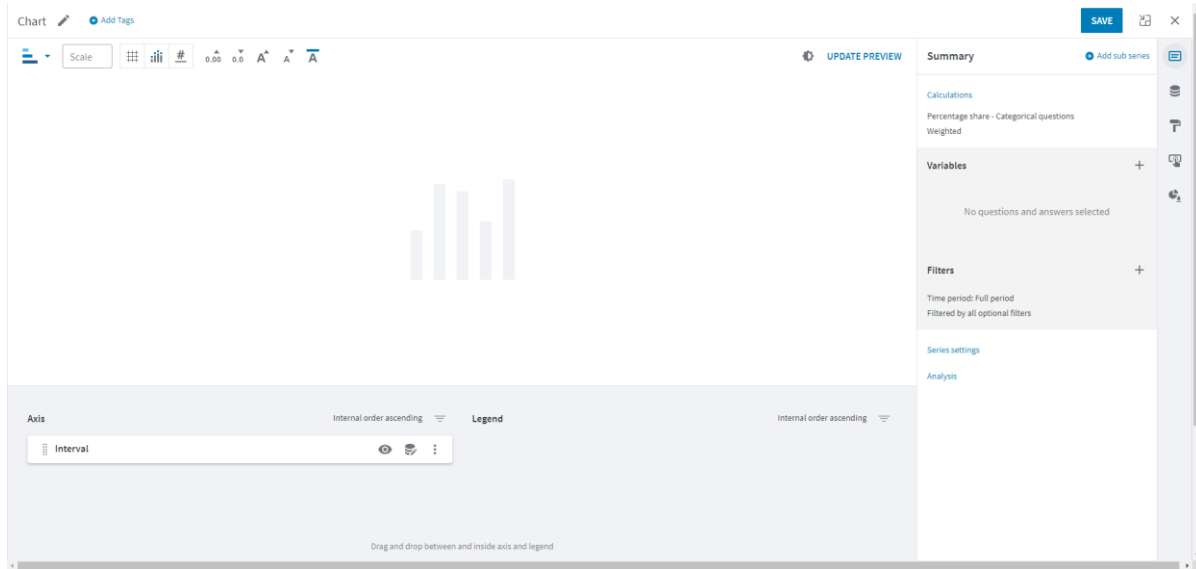 Chart
Add Tags
SAVE
Scale
#
0,00
0,0
A
A
A
UPDATE PREVIEW
Summary
Add sub series
Calculations
Percentage share - Categorical questions
Weighted
Variables
No questions and answers selected
Filters
Time period: Full period
Filtered by all optional filters
Series settings
Analysis
Axis
Internal order ascending
Legend
Internal order ascending
Interval
Drag and drop between and inside axis and legend